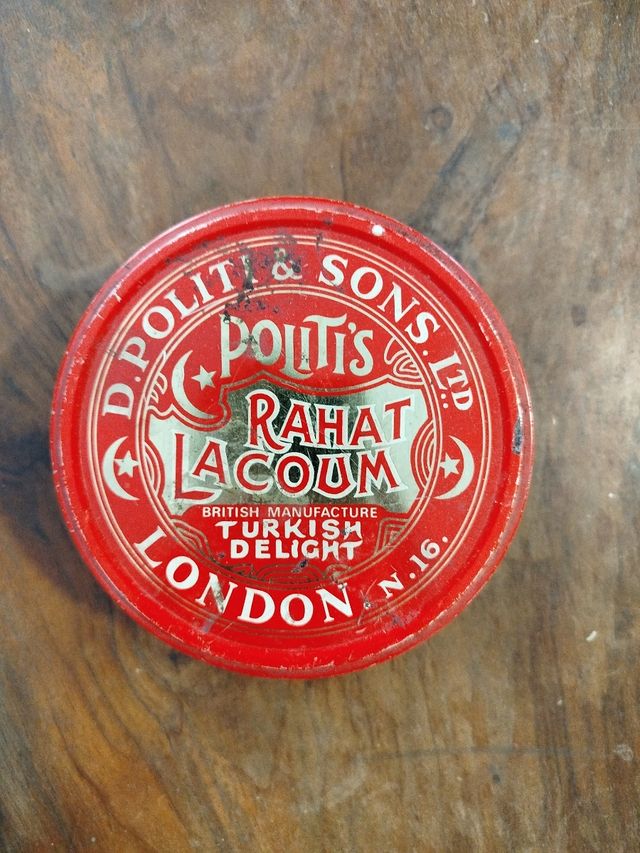 D. POLITI & SONS. LTD.
POLITI'S
RAHAT
LACOUM
BRITISH MANUFACTURE
TURKISH
DELIGHT
LONDON N.16.